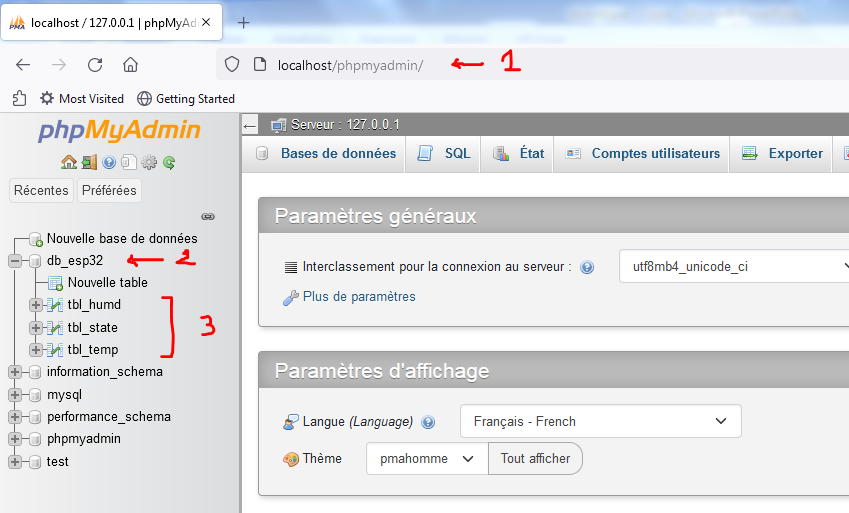 localhost / 127.0.0.1 | phpMyAd
localhost/phpmyadmin/
1
Most Visited
Getting Started
phpMyAdmin
Serveur : 127.0.0.1
Bases de données
SQL
État
Comptes utilisateurs
Exporter
Récentes
Préférées
Nouvelle base de données
db_esp32
2
Nouvelle table
tbl_humd
tbl_state
tbl_temp
3
information_schema
mysql
performance_schema
phpmyadmin
test
Paramètres généraux
Interclassement pour la connexion au serveur :
utf8mb4_unicode_ci
Plus de paramètres
Paramètres d'affichage
Langue (Language)
Français - French
Thème
pmahomme
Tout afficher